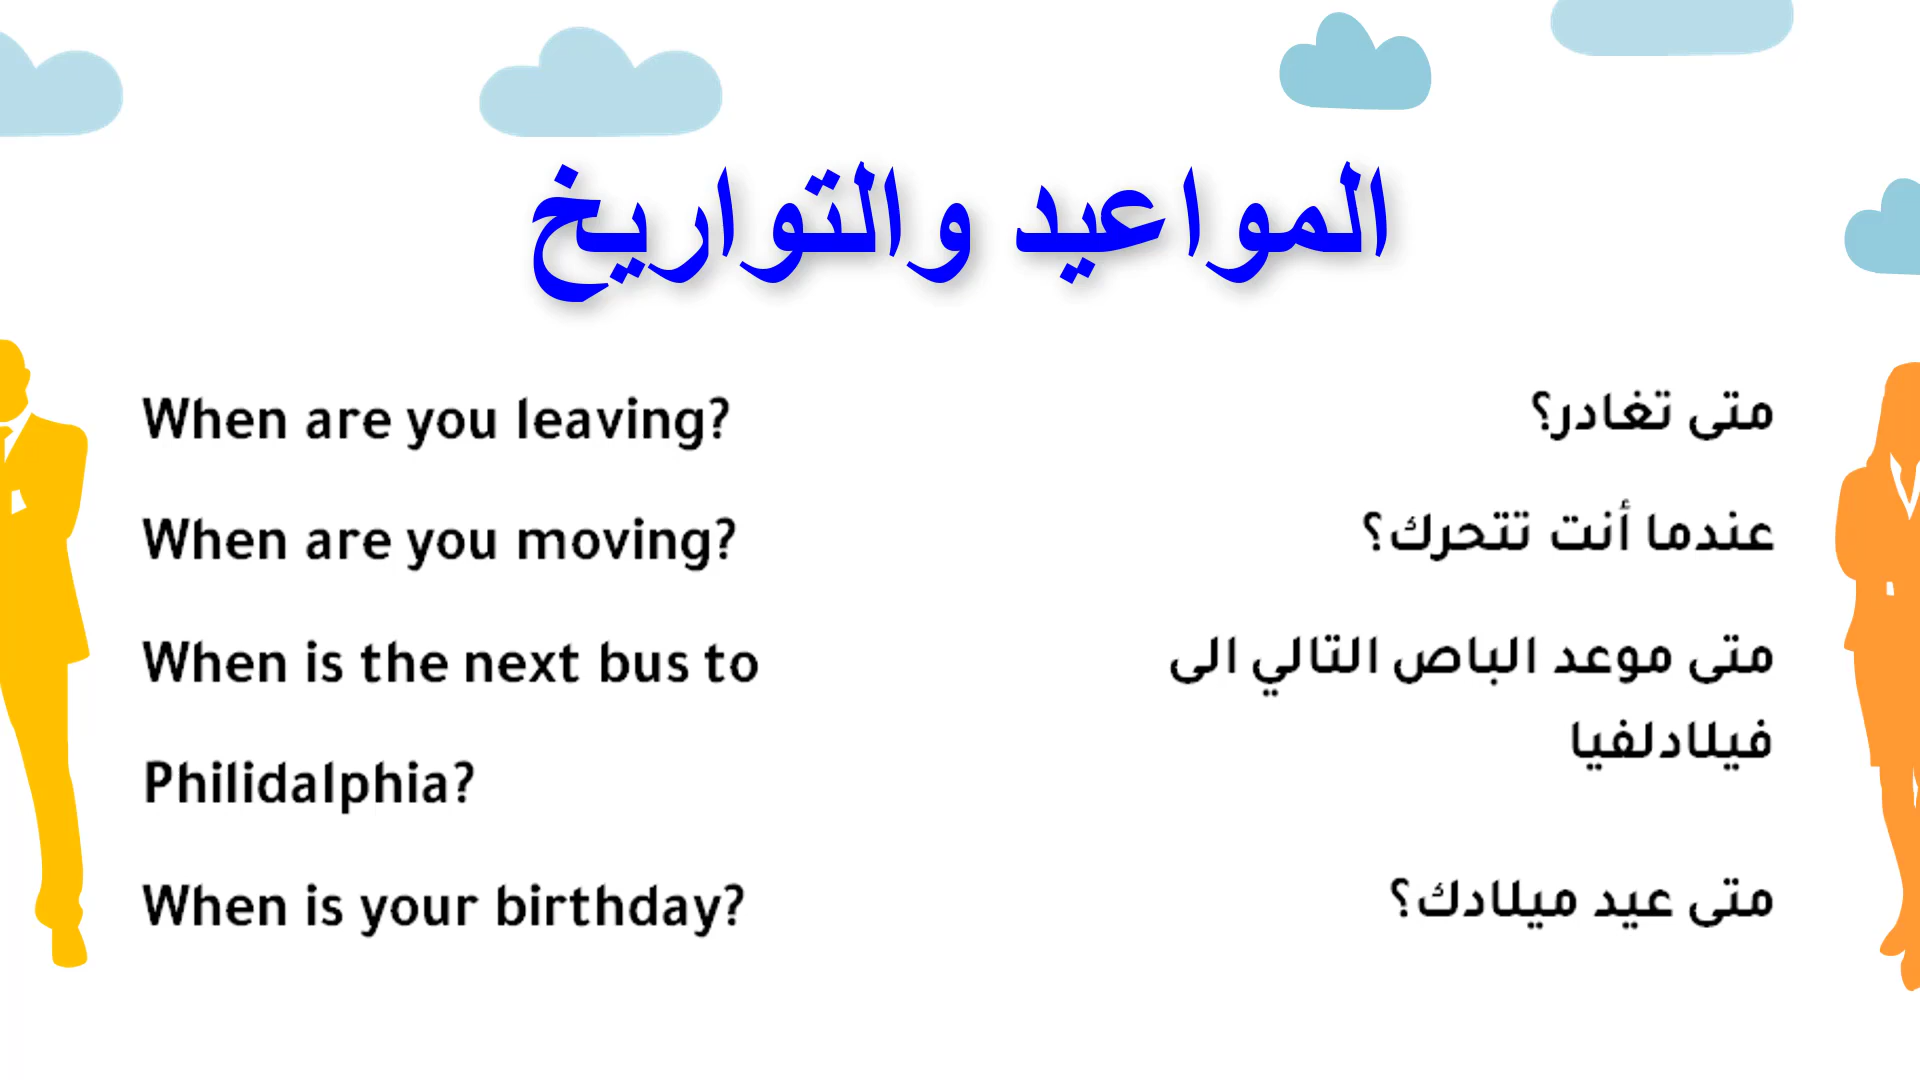 المواعيد والتواريخ
When are you leaving?
متى تغادر؟
When are you moving?
عندما أنت تتحرك؟
When is the next bus to
متى موعد الباص التالي الى
Philidalphia?
فيلادلفيا
When is your birthday?
متى عيد ميلادك؟